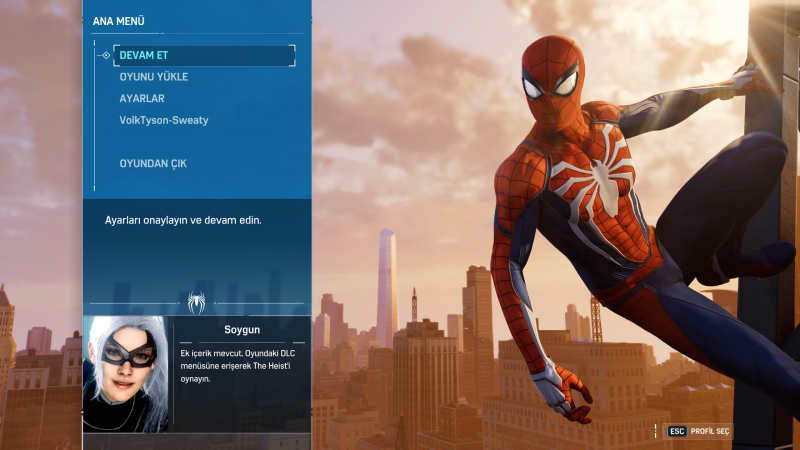 ANA MENÜ
DEVAM ET
OYUNU YÜKLE
AYARLAR
VolkTyson-Sweaty
OYUNDAN ÇIK
Ayarları onaylayın ve devam edin.
Soygun
Ek içerik mevcut. Oyundaki DLC
menüsüne erişerek The Heist'i
oynayın.
ESC PROFİL SEÇ